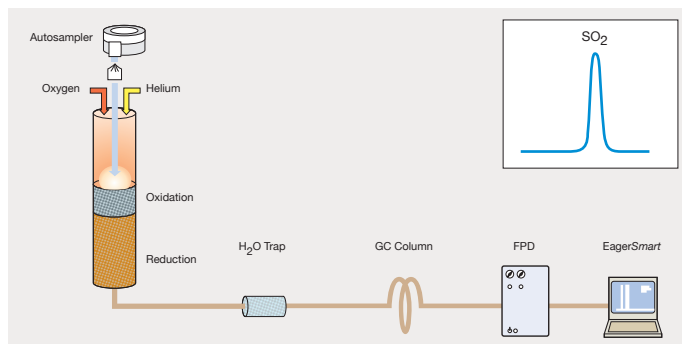 Autosampler
SO₂
Oxygen
Helium
Oxidation
Reduction
H₂O Trap
GC Column
FPD
EagerSmart